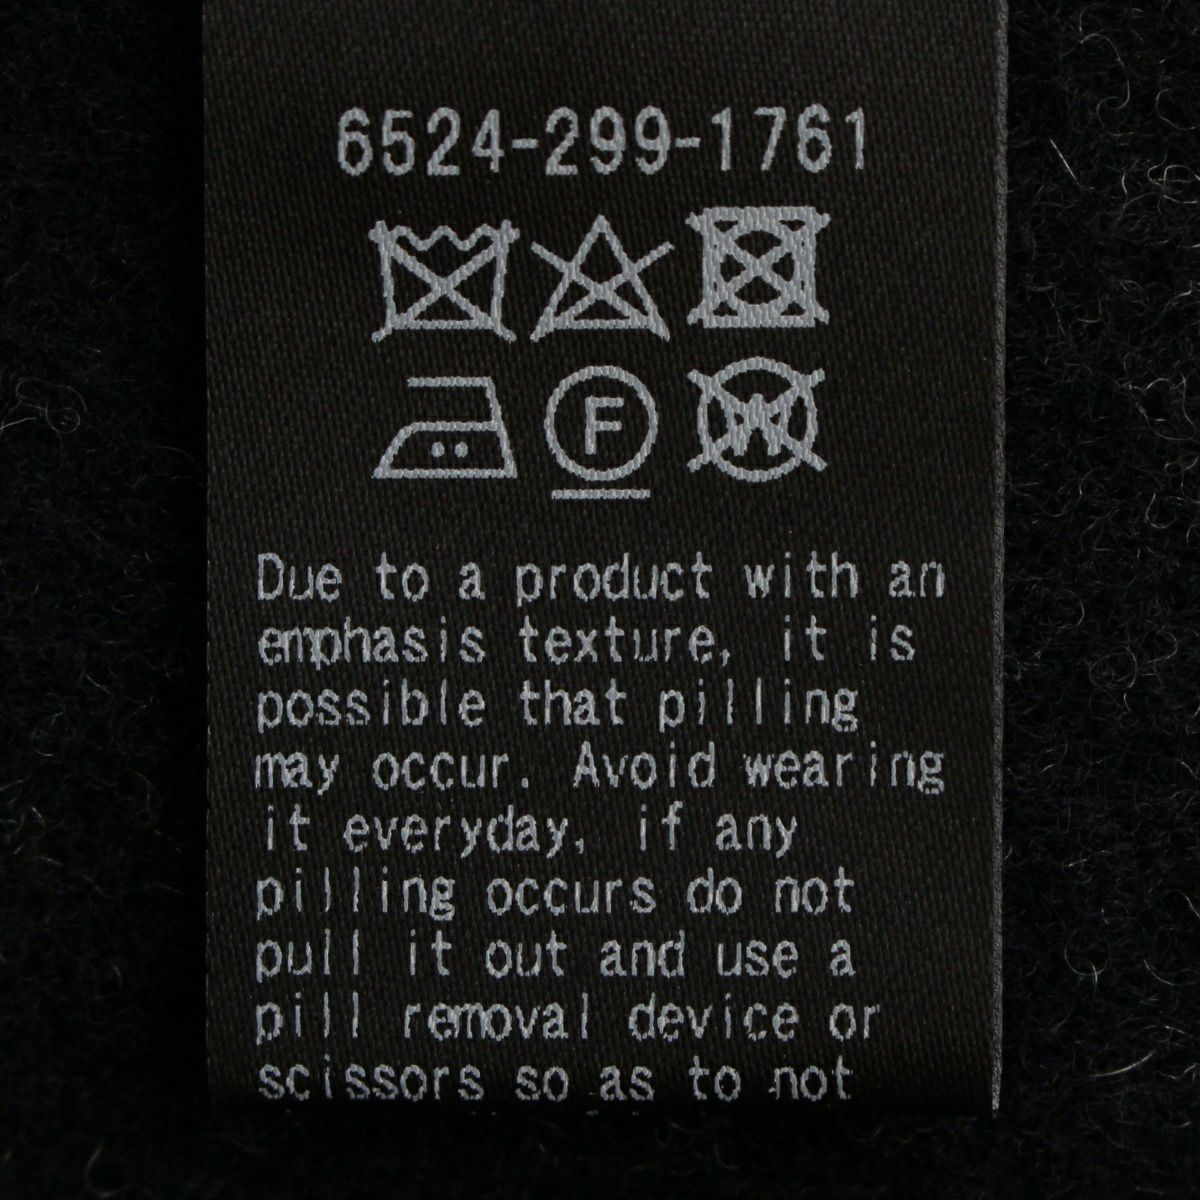 6524-299-1761
F
W
Due to a product with an
emphasis texture, it is
possible that pilling
may occur. Avoid wearing
it everyday, if any
pilling occurs do not
pull it out and use a
pill removal device or
scissors so as to not